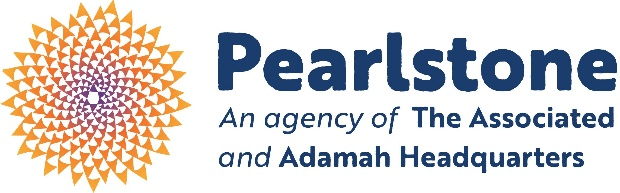 Pearlstone
An agency of The Associated
and Adamah Headquarters